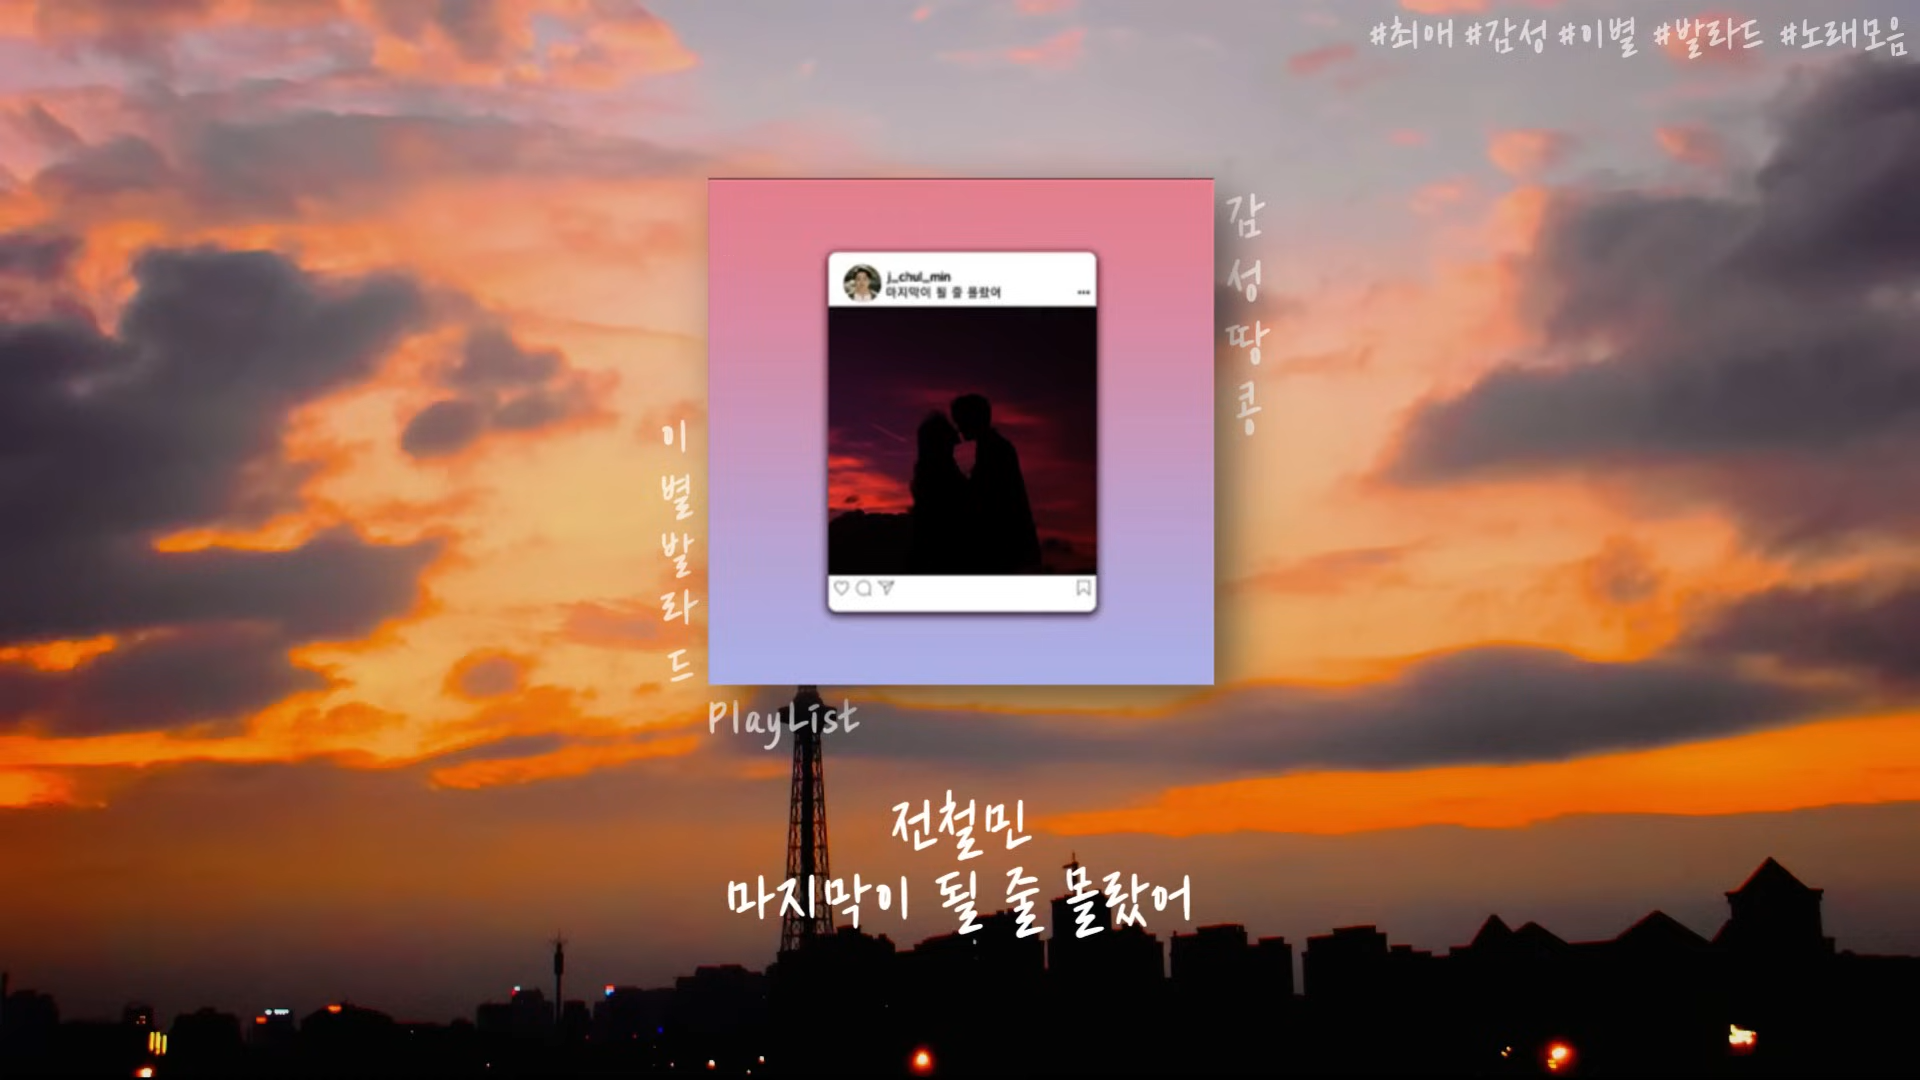 #최애 #감성 #이별 #발라드 #노래모음
감성땅콩
j_chul_min
마지막이 될 줄 몰랐어
이별발라드
PlayList
전철민
마지막이 될 줄 몰랐어